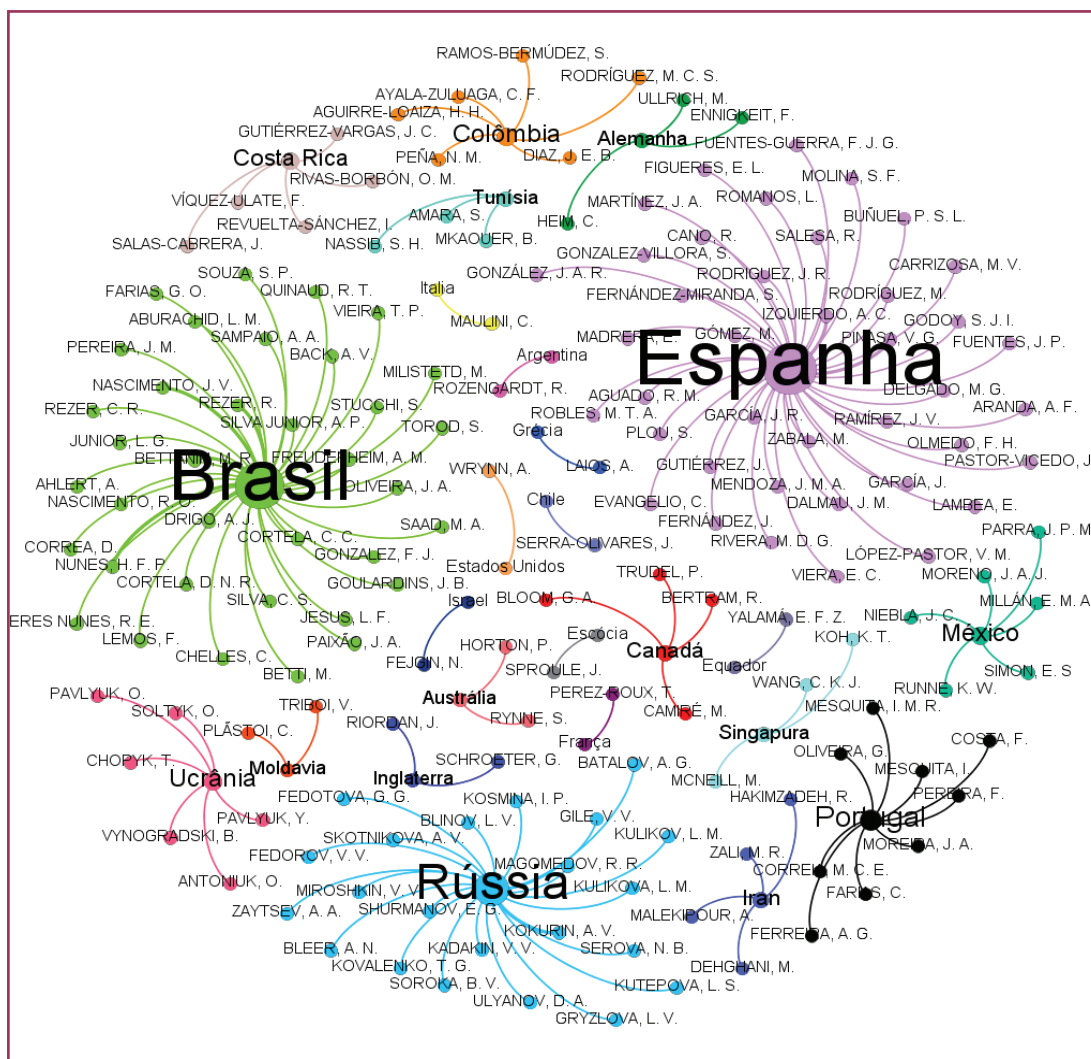 RAMOS-BERMÚDEZ, S.
RODRÍGUEZ, M. C. S.
AYALA-ZULUAGA, C. F.
ULLRICH, M.
AGUIRRE-LOAIZA, H. H.
ENNIGKEIT, F.
GUTIÉRREZ-VARGAS, J. C.
Colômbia
Alemanha
FUENTES-GUERRA, F. J. G.
Costa Rica
PEÑA, N. M.
DIAZ, J. E. B.
FIGUERES, E. L.
MOLINA, S. F.
RIVAS-BORBÓN, O. M.
Tunísia
MARTÍNEZ, J. A.
ROMANOS, L.
VÍQUEZ-ULATE, F.
AMARA, S.
HEIM, C.
BUÑUEL, P. S. L.
REVUELTA-SÁNCHEZ, I.
CANO, R.
SALESA, R.
SALAS-CABRERA, J.
NASSIB, S. H.
MKAOUER, B.
GONZALEZ-VILLORA, S.
CARRIZOSA, M. V.
SOUZA, S. P.
GONZÁLEZ, J. A. R.
RODRIGUEZ, J. R.
FARIAS, G. O.
QUINAUD, R. T.
Italia
FERNÁNDEZ-MIRANDA, S.
RODRÍGUEZ, M.
ABURACHID, L. M.
VIEIRA, T. P.
MAULINI, C.
IZQUIERDO, A. C.
GODOY, S. J. I.
SAMPAIO, A. A.
MADRERA, E.
GÓMEZ, M.
PINASA, V. G.
FUENTES, J. P.
PEREIRA, J. M.
BACK, A. V.
Argentina
Espanha
NASCIMENTO, J. V.
MILISTETD, M.
ROZENGARDT, R.
AGUADO, R. M.
DELGADO, M. G.
REZER, C. R.
REZER, R.
STUCCHI, S.
ROBLES, M. T. A.
GARCÍA, J. R.
RAMÍREZ, J. V.
ARANDA, A. F.
SILVA JUNIOR, A. P.
TOROD, S.
Grécia
PLOU, S.
ZABALA, M.
OLMEDO, F. H.
JUNIOR, L. G.
BETTANIM, M. R.
FREUDENHEIM, A. M.
WRYNN, A.
LAIOS, A.
GUTIÉRREZ, J.
PASTOR-VICEDO, J.
Brasil
AHLERT, A.
OLIVEIRA, J. A.
Chile
EVANGELIO, C.
MENDOZA, J. M. A.
GARCÍA, J.
NASCIMENTO, R. O.
DALMAU, J. M.
LAMBEA, E.
DRIGO, A. J.
SAAD, M. A.
FERNÁNDEZ, J.
PARRA, J. P. M.
CORREA, D.
CORTELA, C. C.
SERRA-OLIVARES, J.
RIVERA, M. D. G.
NUNES, H. F. P.
GONZALEZ, F. J.
Estados Unidos
TRUDEL, P.
LÓPEZ-PASTOR, V. M.
CORTELA, D. N. R.
GOULARDINS, J. B.
VIERA, E. C.
MORENO, J. A. J.
SILVA, C. S.
Israel
BLOOM, G. A.
BERTRAM, R.
MILLÁN, E. M. A.
ERES NUNES, R. E.
JESUS, L. F.
YALAMÁ, E. F. Z.
NIEBLA, J. C.
LEMOS, F.
PAIXÃO, J. A.
HORTON, P.
Escócia
KOH, K. T.
México
CHELLES, C.
FEJGIN, N.
SPROULE, J.
Canadá
Equador
SIMON, E. S
BETTI, M.
WANG, C. K. J.
RUNNE, K. W.
PAVLYUK, O.
Austrália
PEREZ-ROUX, T.
SOLTYK, O.
TRIBOI, V.
RYNNE, S.
CAMIRÉ, M.
MESQUITA, I. M. R.
PLÃSTOI, C.
RIORDAN, J.
França
Singapura
COSTA, F.
CHOPYK, T.
OLIVEIRA, G.
Ucrânia
Moldavia
Inglaterra
SCHROETER, G.
BATALOV, A. G.
MESQUITA, I.
MCNEILL, M.
FEDOTOVA, G. G.
KOSMINA, I. P.
HAKIMZADEH, R.
PEREIRA, F.
PAVLYUK, Y.
BLINOV, L. V.
GILE, V. V.
Portugal
VYNOGRADSKI, B.
SKOTNIKOVA, A. V.
KULIKOV, L. M.
MOREIRA, J. A.
FEDOROV, V. V.
MAGOMEDOV, R. R.
ZALI, M. R.
CORREIA, M. C. E.
ANTONIUK, O.
MIROSHKIN, V. V.
Rússia
KULIKOVA, L. M.
FARIAS, C.
ZAYTSEV, A. A.
SHURMANOV, E. G.
MALEKIPOUR, A.
Iran
KOKURIN, A. V.
FERREIRA, A. G.
BLEER, A. N.
KADAKIN, V. V.
SEROVA, N. B.
KOVALENKO, T. G.
DEHGHANI, M.
SOROKA, B. V.
KUTEPOVA, L. S.
ULYANOV, D. A.
GRYZLOVA, L. V.